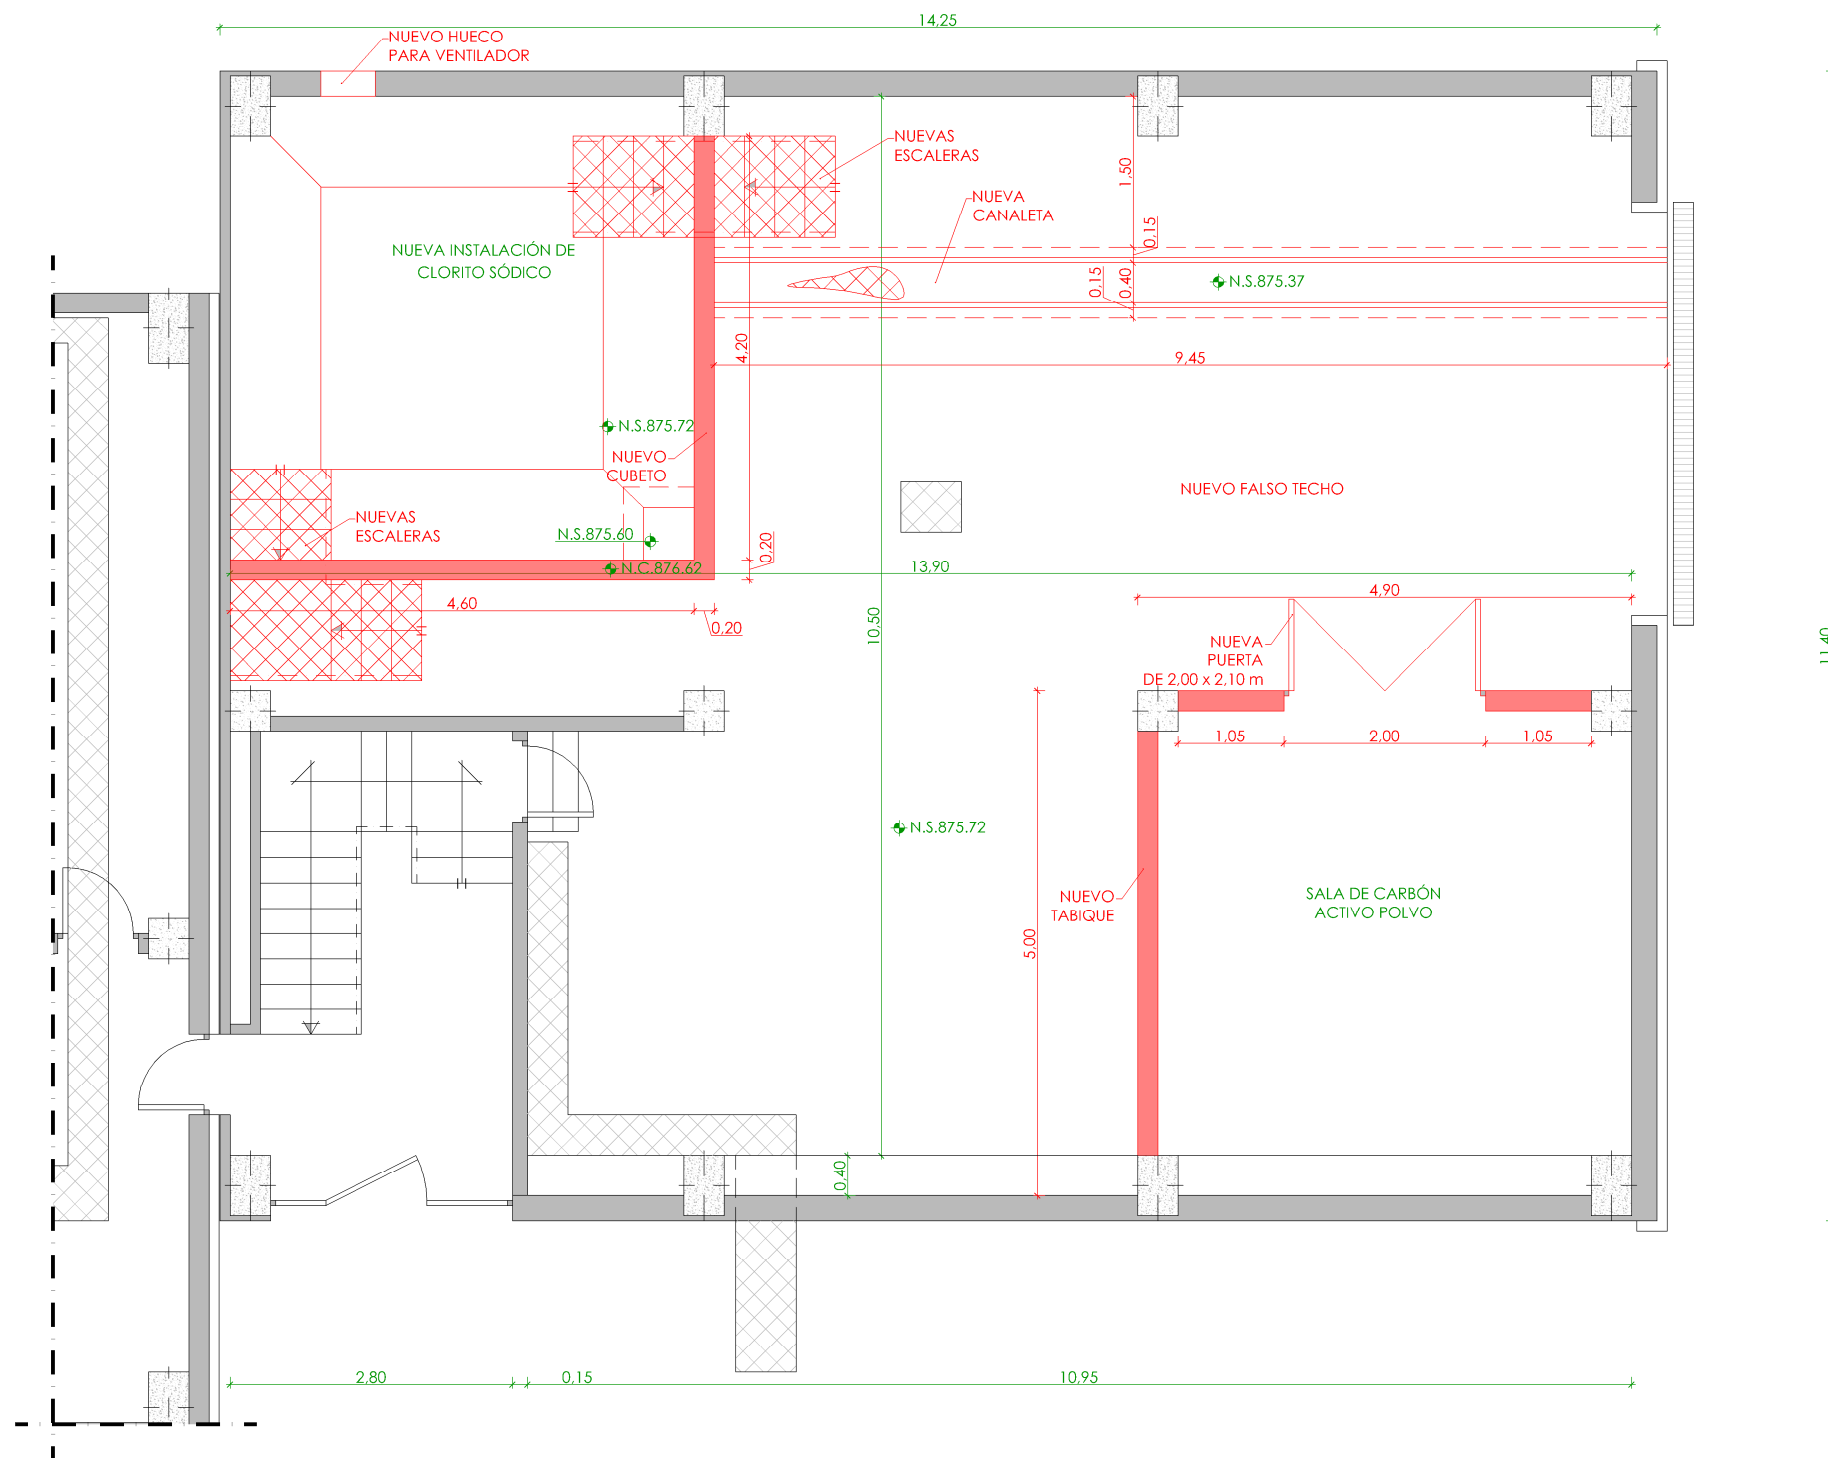 14,25
NUEVO HUECO
PARA VENTILADOR
NUEVAS
ESCALERAS
1,50
NUEVA
CANALETA
0,15
NUEVA INSTALACIÓN DE
CLORITO SÓDICO
0,15
0,40
N.S.875.37
4,20
9,45
N.S.875.72
NUEVO
CUBETO
NUEVO FALSO TECHO
NUEVAS
ESCALERAS
N.S.875.60
0,20
N.C.876.62
13,90
4,60
0,20
10,50
4,90
NUEVA
PUERTA
DE 2,00 x 2,10 m
11,40
1,05
2,00
1,05
N.S.875.72
NUEVO
TABIQUE
SALA DE CARBÓN
ACTIVO POLVO
5,00
0,40
2,80
0,15
10,95